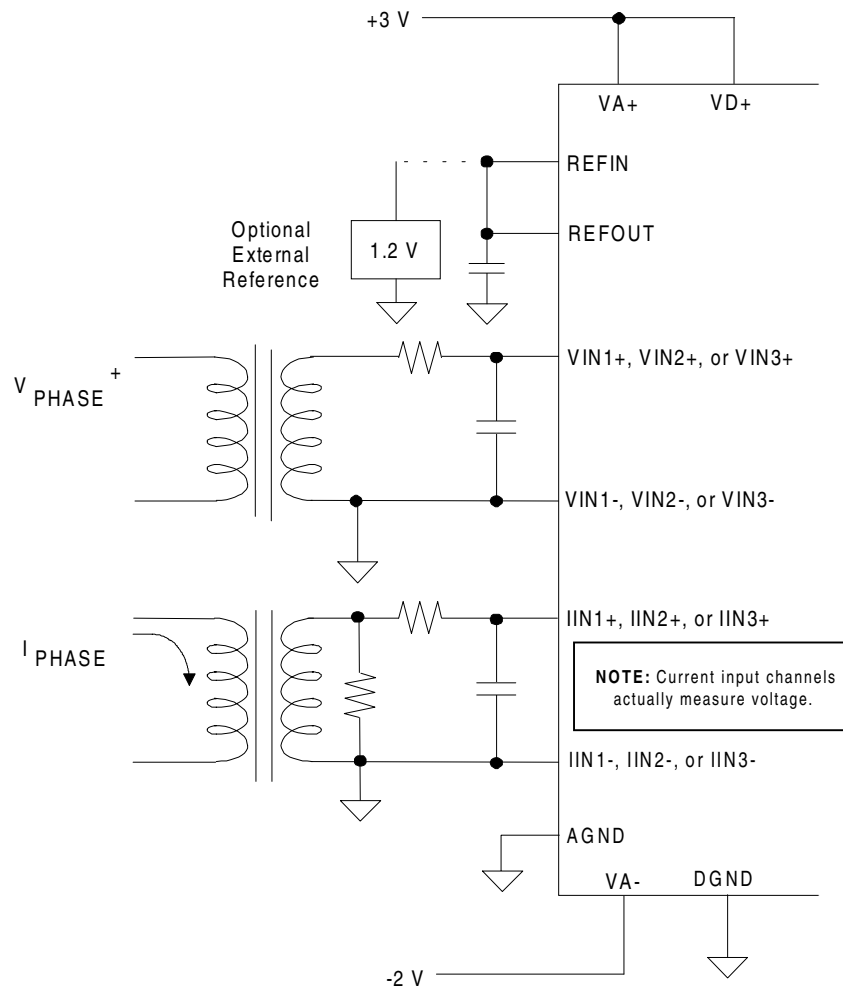 +3 V
VA+
VD+
REFIN
Optional
External
Reference
1.2 V
REFOUT
VIN1+, VIN2+, or VIN3+
V PHASE +
VIN1-, VIN2-, or VIN3-
IIN1+, IIN2+, or IIN3+
I PHASE
NOTE: Current input channels
actually measure voltage.
IIN1-, IIN2-, or IIN3-
AGND
VA-
DGND
-2 V